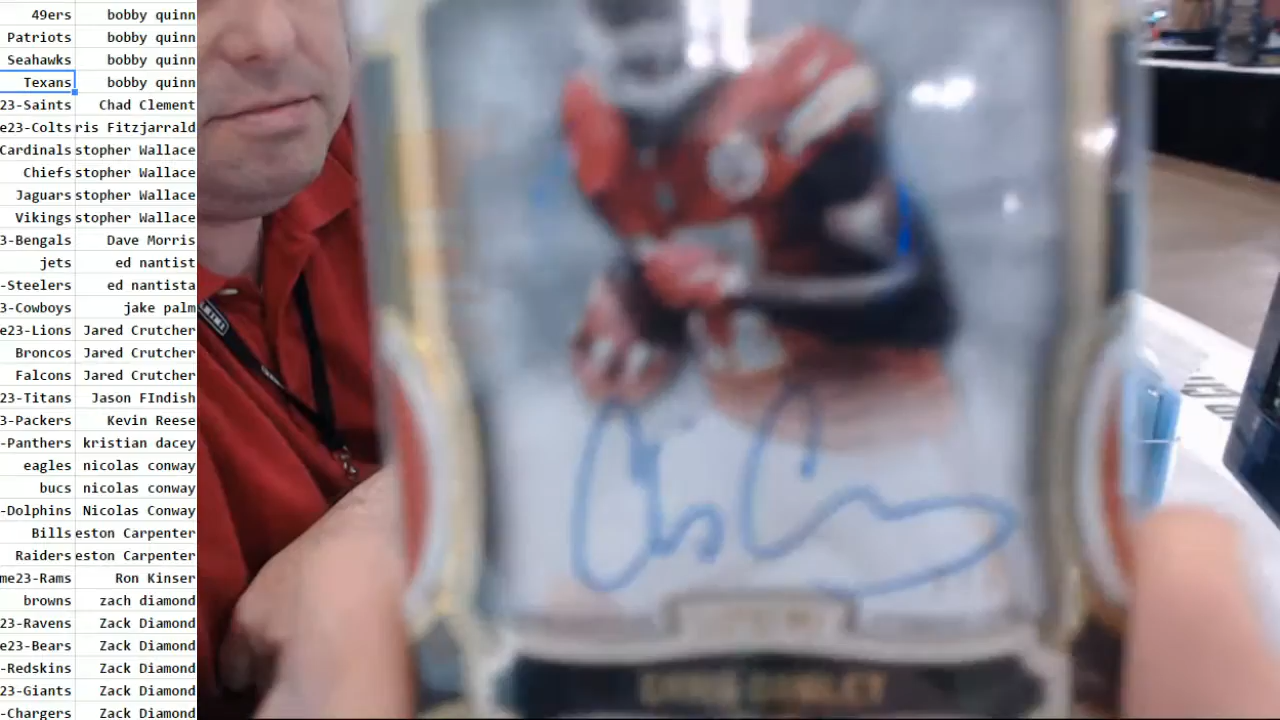 49ers bobby quinn
Patriots bobby quinn
Seahawks bobby quinn
Texans bobby quinn
23-Saints Chad Clement
e23-Colts ris Fitzjarrald
Cardinals stopher Wallace
Chiefs stopher Wallace
Jaguars stopher Wallace
Vikings stopher Wallace
3-Bengals Dave Morris
jets ed nantist
-Steelers ed nantista
3-Cowboys jake palm
e23-Lions Jared Crutcher
Broncos Jared Crutcher
Falcons Jared Crutcher
23-Titans Jason FIndish
3-Packers Kevin Reese
-Panthers kristian dacey
eagles nicolas conway
bucs nicolas conway
-Dolphins Nicolas Conway
Bills eston Carpenter
Raiders eston Carpenter
me23-Rams Ron Kinser
browns zach diamond
23-Ravens Zack Diamond
e23-Bears Zack Diamond
-Redskins Zack Diamond
23-Giants Zack Diamond
-Chargers Zack Diamond